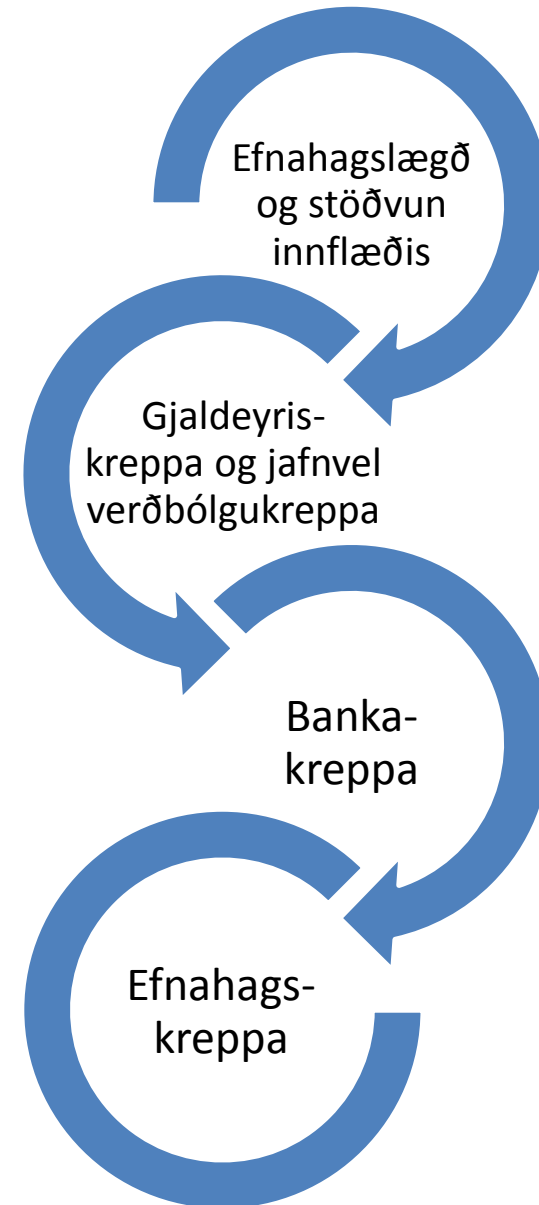 Efnahagslægð
og stöðvun
innflæðis
Gjaldeyris-
kreppa og jafnvel
verðbólgukreppa
Banka-
kreppa
Efnahags-
kreppa